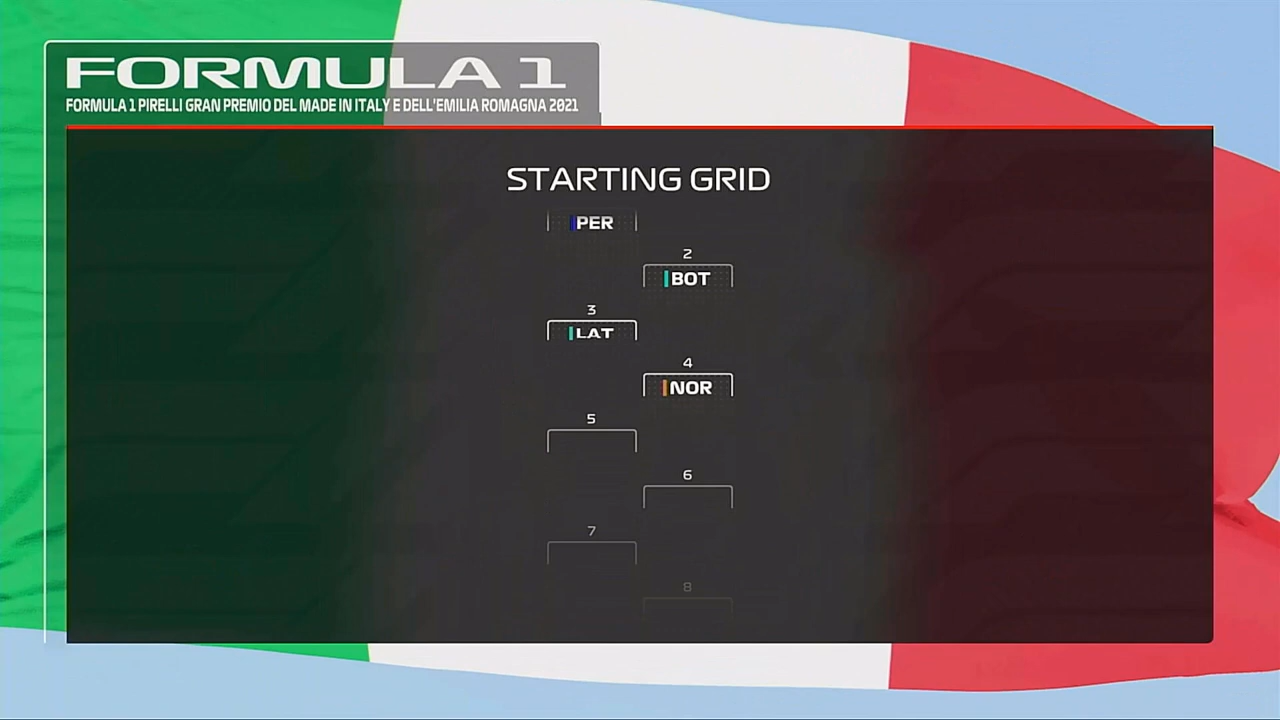 FORMULA 1
FORMULA 1 PIRELLI GRAN PREMIO DEL MADE IN ITALY E DELL'EMILIA ROMAGNA 2021
STARTING GRID
PER
2
BOT
3
LAT
4
NOR
5
6
7
8